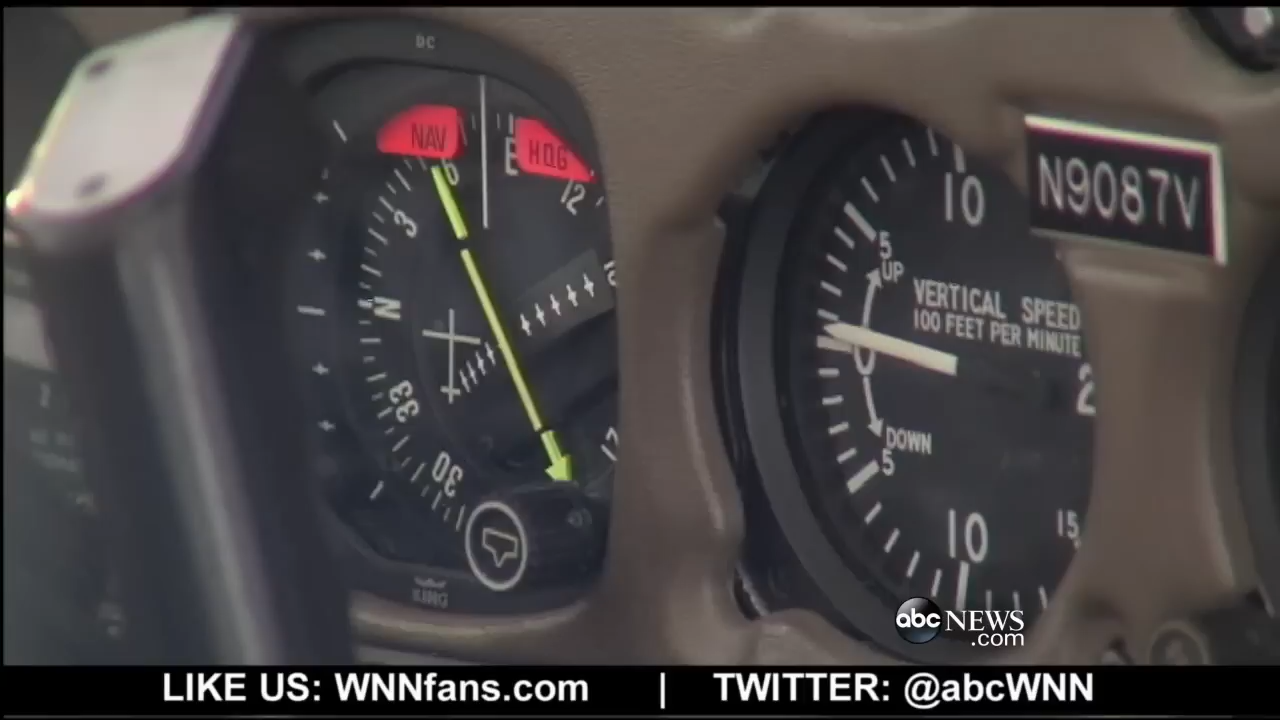 DC
NAV
HDG
6
E
12
3
N
33
30
KING
10
5
UP
VERTICAL SPEED
100 FEET PER MINUTE
0
2
DOWN
5
10
15
N9087V
abc NEWS
.com
LIKE US: WNNfans.com | TWITTER: @abcWNN